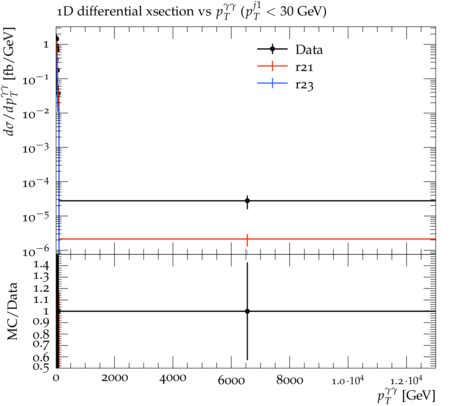 1D differential xsection vs p_T^γγ (p_T^j1 < 30 GeV)
dσ/dp_T^γγ [fb/GeV]
Data
r21
r23
1
10^−1
10^−2
10^−3
10^−4
10^−5
10^−6
MC/Data
1.4
1.3
1.2
1.1
1
0.9
0.8
0.7
0.6
0.5
0 2000 4000 6000 8000 1.0·10^4 1.2·10^4
p_T^γγ [GeV]